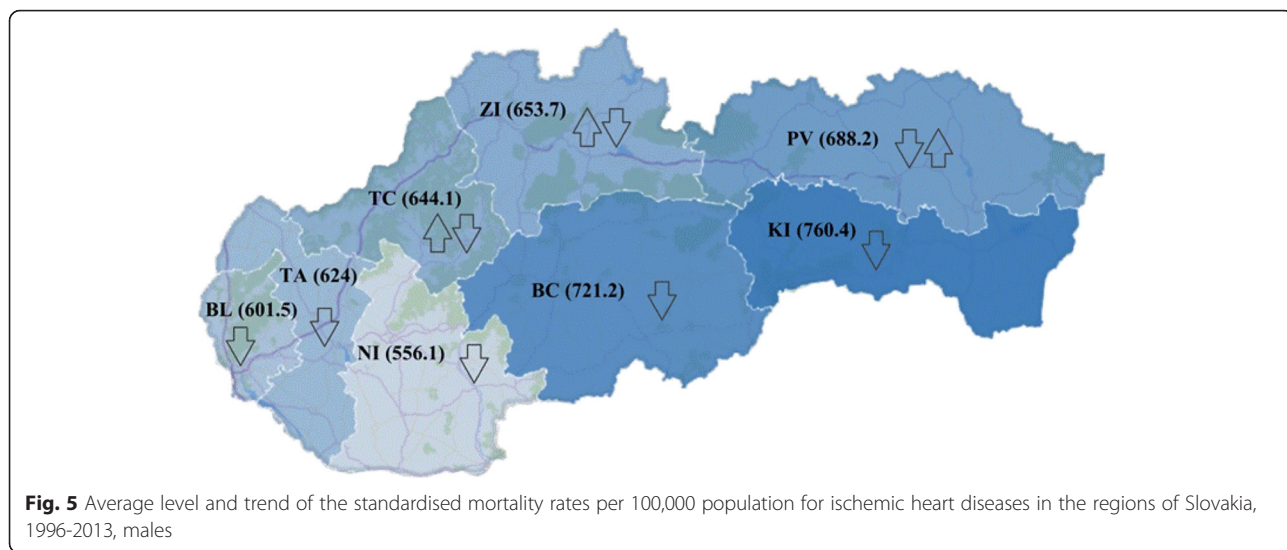 ZI (653.7)
PV (688.2)
TC (644.1)
KI (760.4)
TA (624)
BC (721.2)
BL (601.5)
NI (556.1)
Fig. 5 Average level and trend of the standardised mortality rates per 100,000 population for ischemic heart diseases in the regions of Slovakia,
1996-2013, males